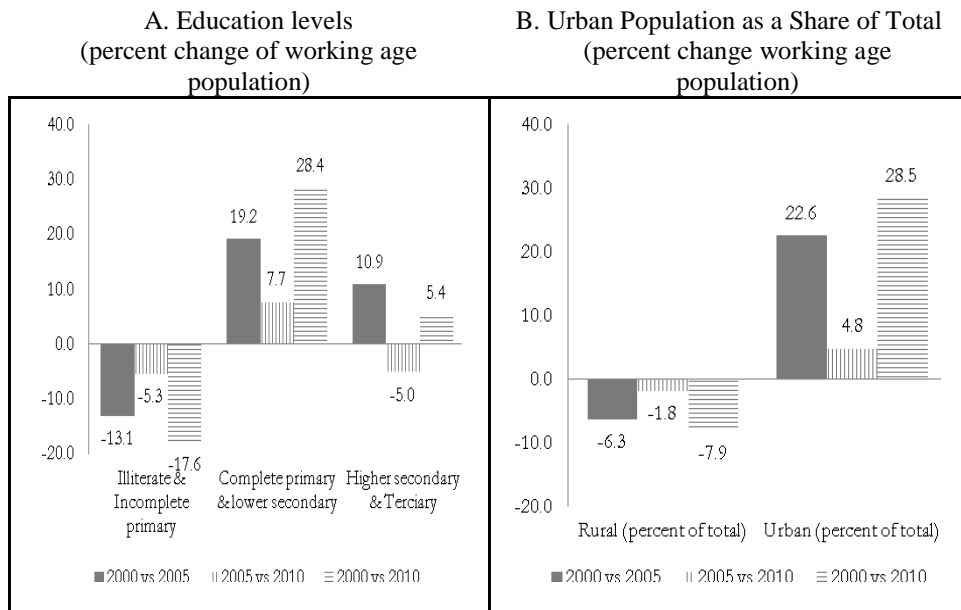 A. Education levels
(percent change of working age
population)
40.0
30.0
20.0
10.0
0.0
-10.0
-20.0
-13.1
-5.3
-17.6
19.2
7.7
28.4
10.9
-5.0
5.4
Illiterate &
Incomplete
primary
Complete primary
& lower secondary
Higher secondary
& Terciary
2000 vs 2005
2005 vs 2010
2000 vs 2010
B. Urban Population as a Share of Total
(percent change working age
population)
40.0
30.0
20.0
10.0
0.0
-10.0
-20.0
-6.3
-1.8
-7.9
22.6
4.8
28.5
Rural (percent of total)
Urban (percent of total)
2000 vs 2005
2005 vs 2010
2000 vs 2010